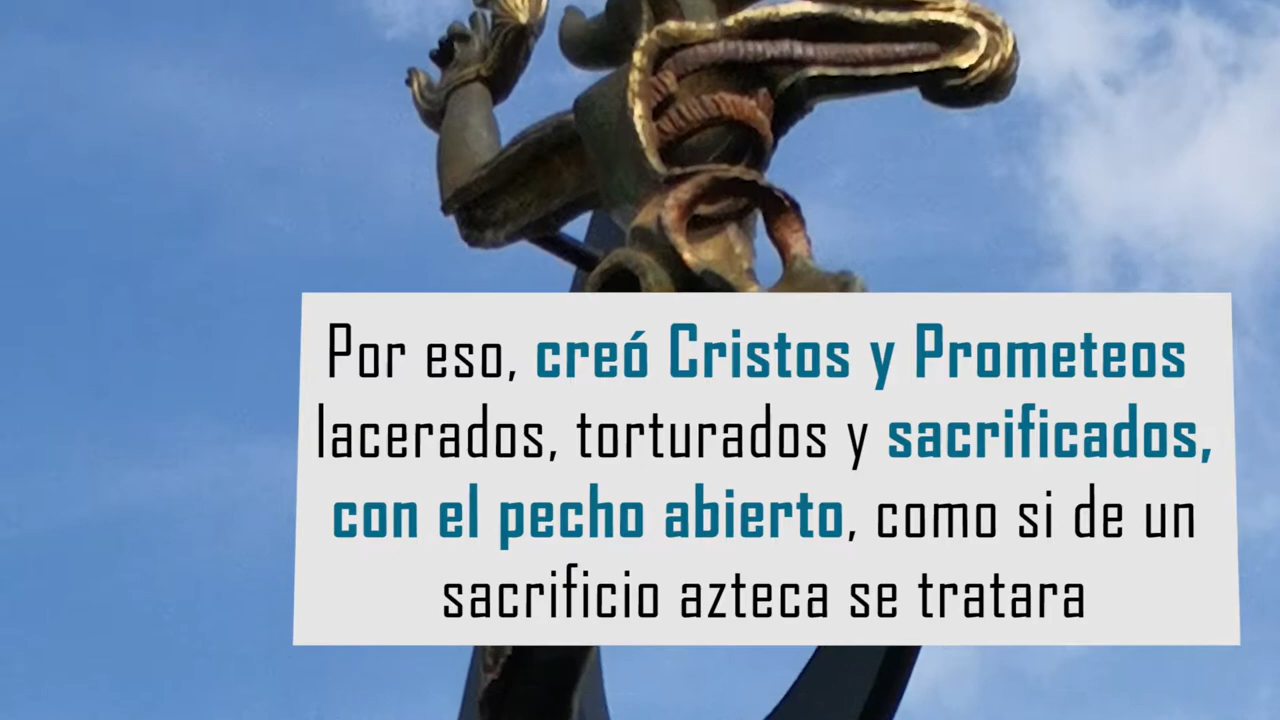 Por eso, creó Cristos y Prometeos
lacerados, torturados y sacrificados,
con el pecho abierto, como si de un
sacrificio azteca se tratara